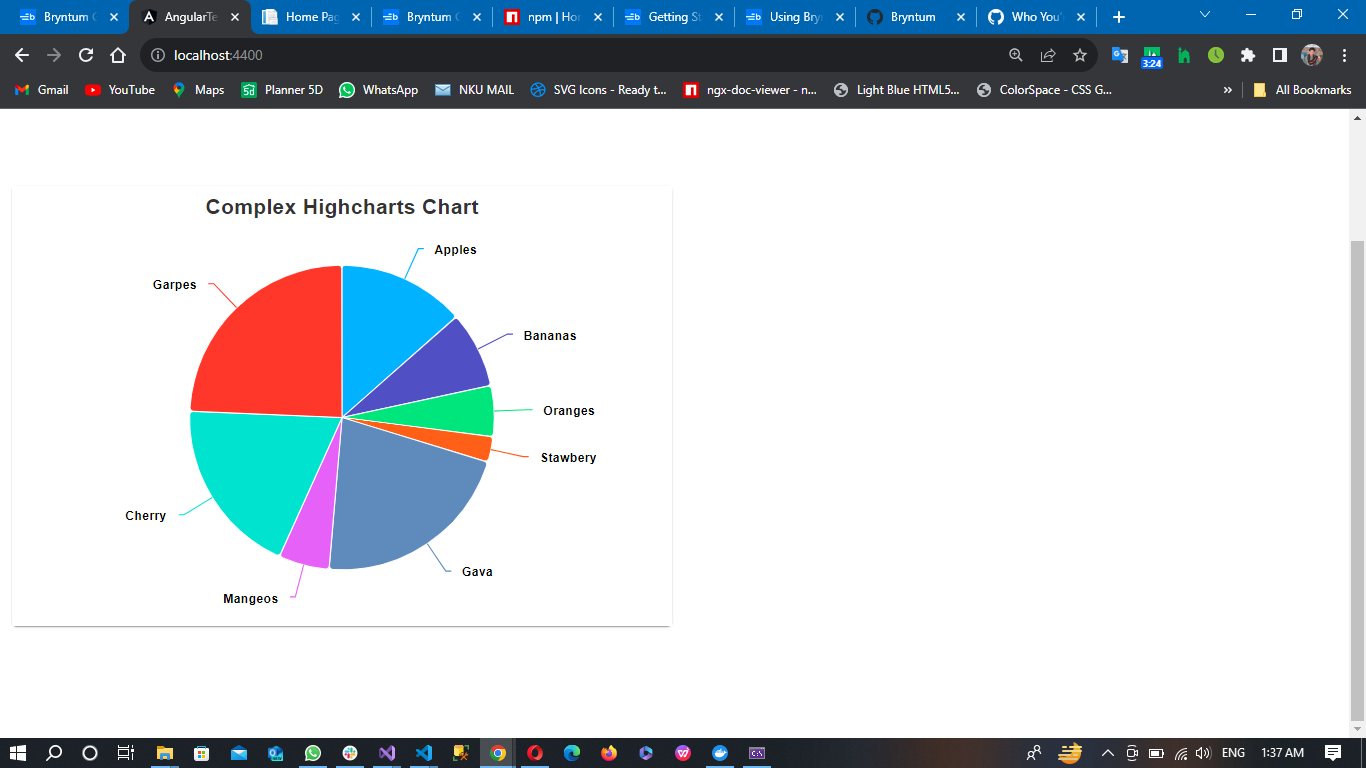 Bryntum
AngularTe
Home Pag
Bryntum
npm | Ho
Getting St
Using Bry
Bryntum
Who You'
localhost:4400
3:24
Gmail
YouTube
Maps
Planner 5D
WhatsApp
NKU MAIL
SVG Icons - Ready t...
ngx-doc-viewer - n...
Light Blue HTML5...
ColorSpace - CSS G...
»
All Bookmarks
Complex Highcharts Chart
Apples
Garpes
Bananas
Oranges
Stawbery
Cherry
Gava
Mangeos
ENG
1:37 AM